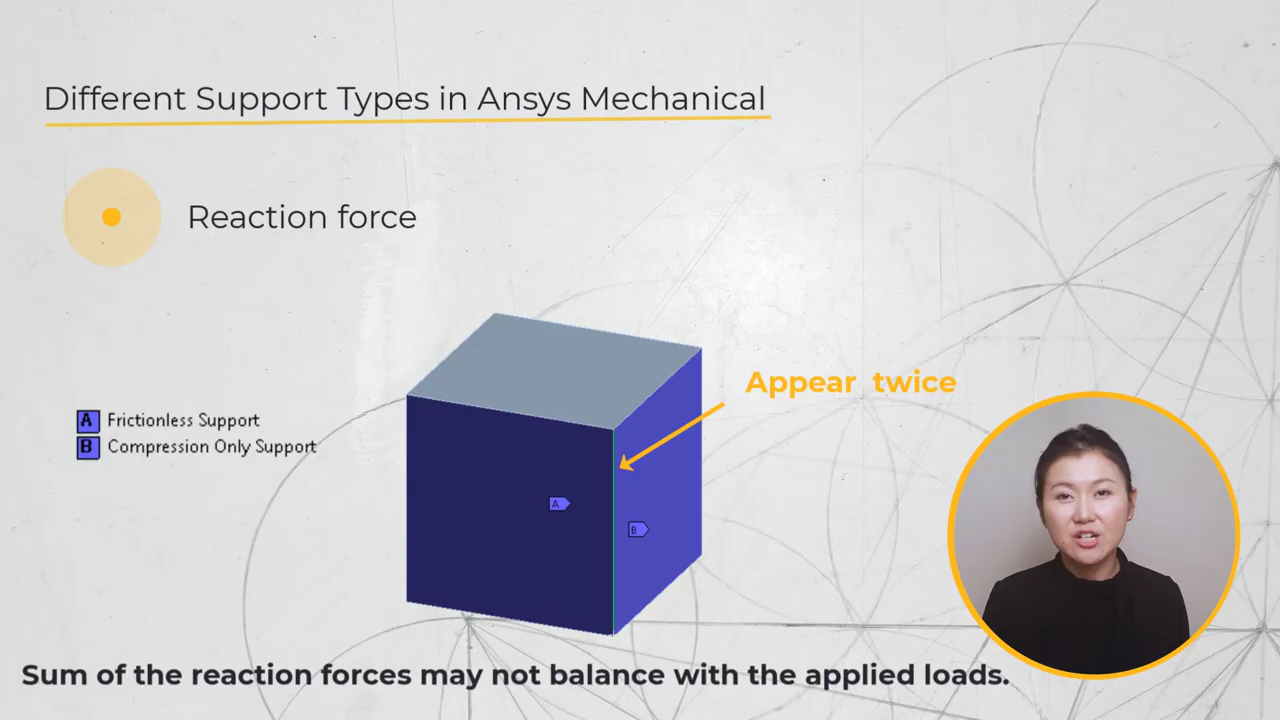 Different Support Types in Ansys Mechanical
Reaction force
Appear twice
A Frictionless Support
B Compression Only Support
A
B
Sum of the reaction forces may not balance with the applied loads.